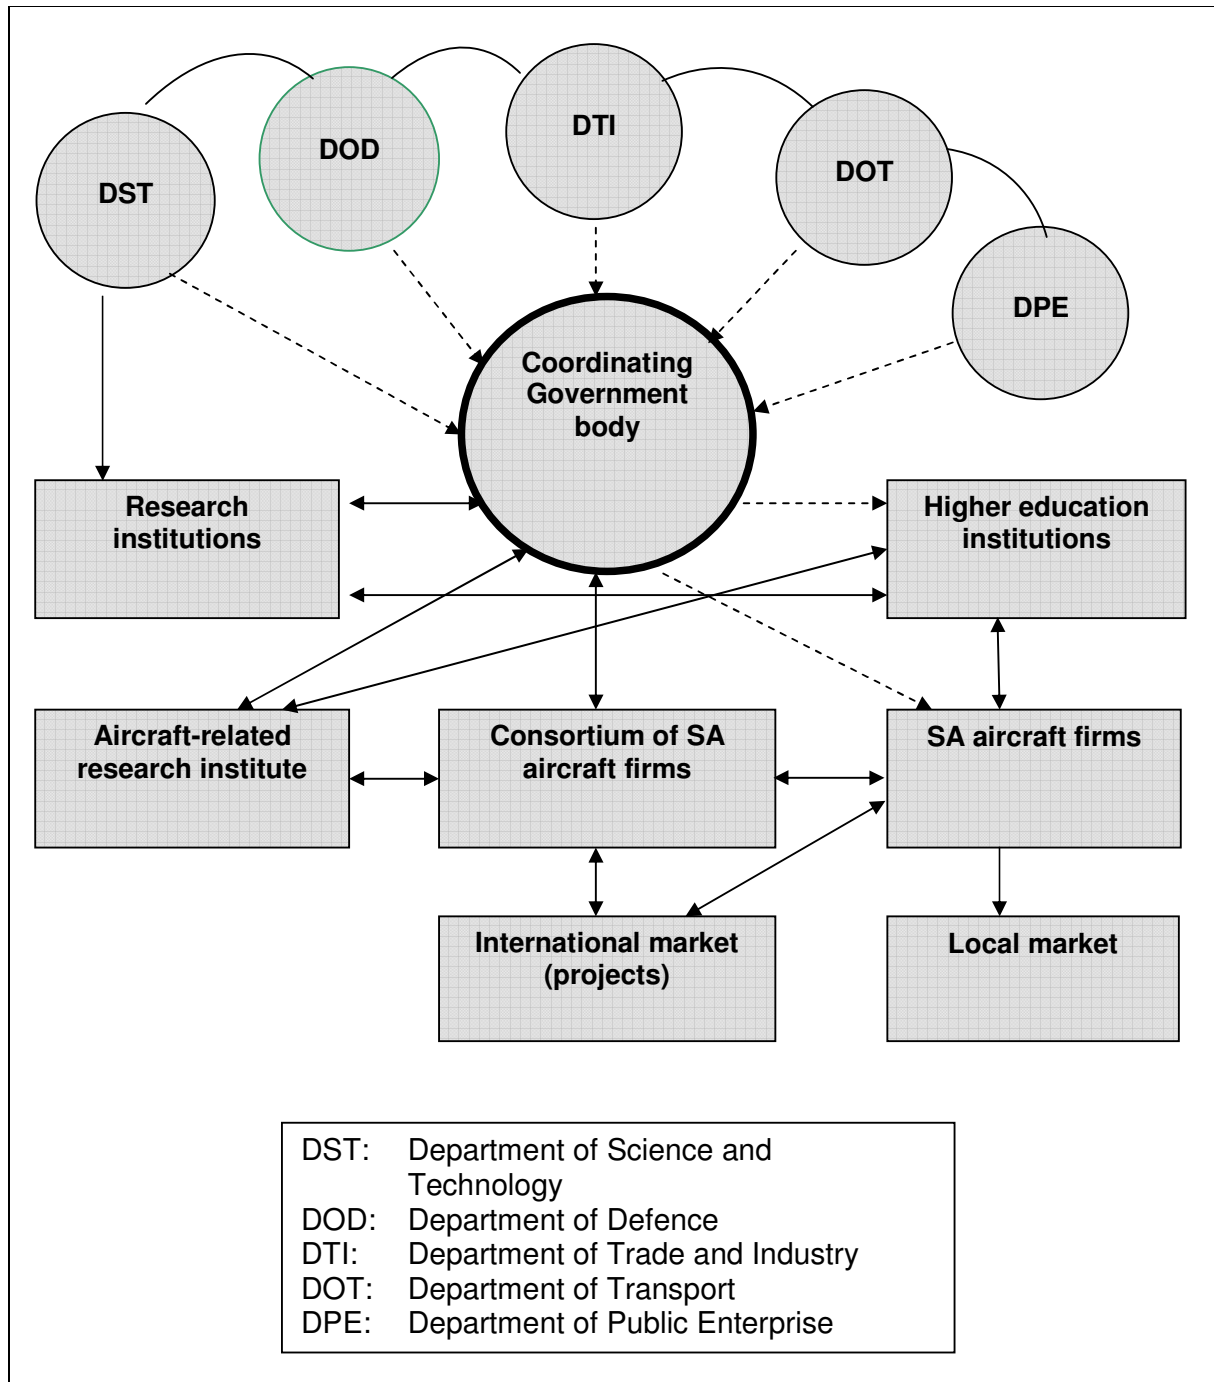 DST
DOD
DTI
DOT
DPE
Coordinating
Government
body
Research
institutions
Higher education
institutions
Aircraft-related
research institute
Consortium of SA
aircraft firms
SA aircraft firms
International market
(projects)
Local market
DST: Department of Science and
Technology
DOD: Department of Defence
DTI: Department of Trade and Industry
DOT: Department of Transport
DPE: Department of Public Enterprise